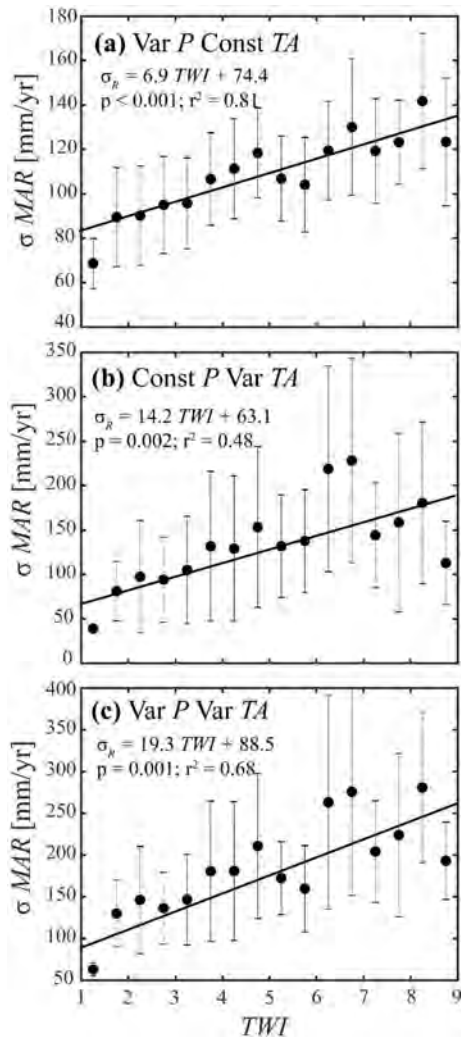 (a) Var P Const TA
σR = 6.9 TWI + 74.4
p < 0.001; r² = 0.81
σ MAR [mm/yr]
180
160
140
120
100
80
60
40
(b) Const P Var TA
σR = 14.2 TWI + 63.1
p = 0.002; r² = 0.48
σ MAR [mm/yr]
350
300
250
200
150
100
50
0
(c) Var P Var TA
σR = 19.3 TWI + 88.5
p = 0.001; r² = 0.68
σ MAR [mm/yr]
400
350
300
250
200
150
100
50
1 2 3 4 5 6 7 8 9
TWI